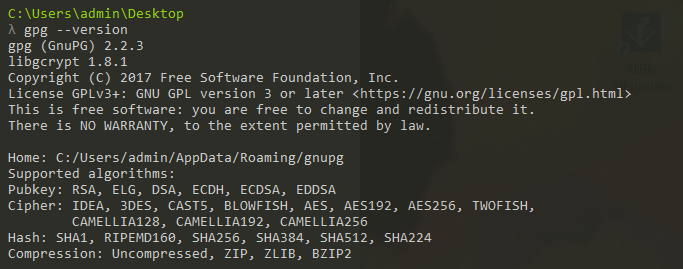 C:\Users\admin\Desktop
λ gpg --version
gpg (GnuPG) 2.2.3
libgcrypt 1.8.1
Copyright (C) 2017 Free Software Foundation, Inc.
License GPLv3+: GNU GPL version 3 or later <https://gnu.org/licenses/gpl.html>
This is free software: you are free to change and redistribute it.
There is NO WARRANTY, to the extent permitted by law.

Home: C:/Users/admin/AppData/Roaming/gnupg
Supported algorithms:
Pubkey: RSA, ELG, DSA, ECDH, ECDSA, EDDSA
Cipher: IDEA, 3DES, CAST5, BLOWFISH, AES, AES192, AES256, TWOFISH,
        CAMELLIA128, CAMELLIA192, CAMELLIA256
Hash: SHA1, RIPEMD160, SHA256, SHA384, SHA512, SHA224
Compression: Uncompressed, ZIP, ZLIB, BZIP2